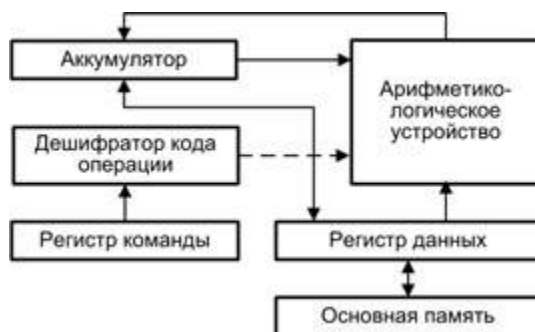 Аккумулятор
Арифметико-
логическое
устройство
Дешифратор кода
операции
Регистр команды
Регистр данных
Основная память